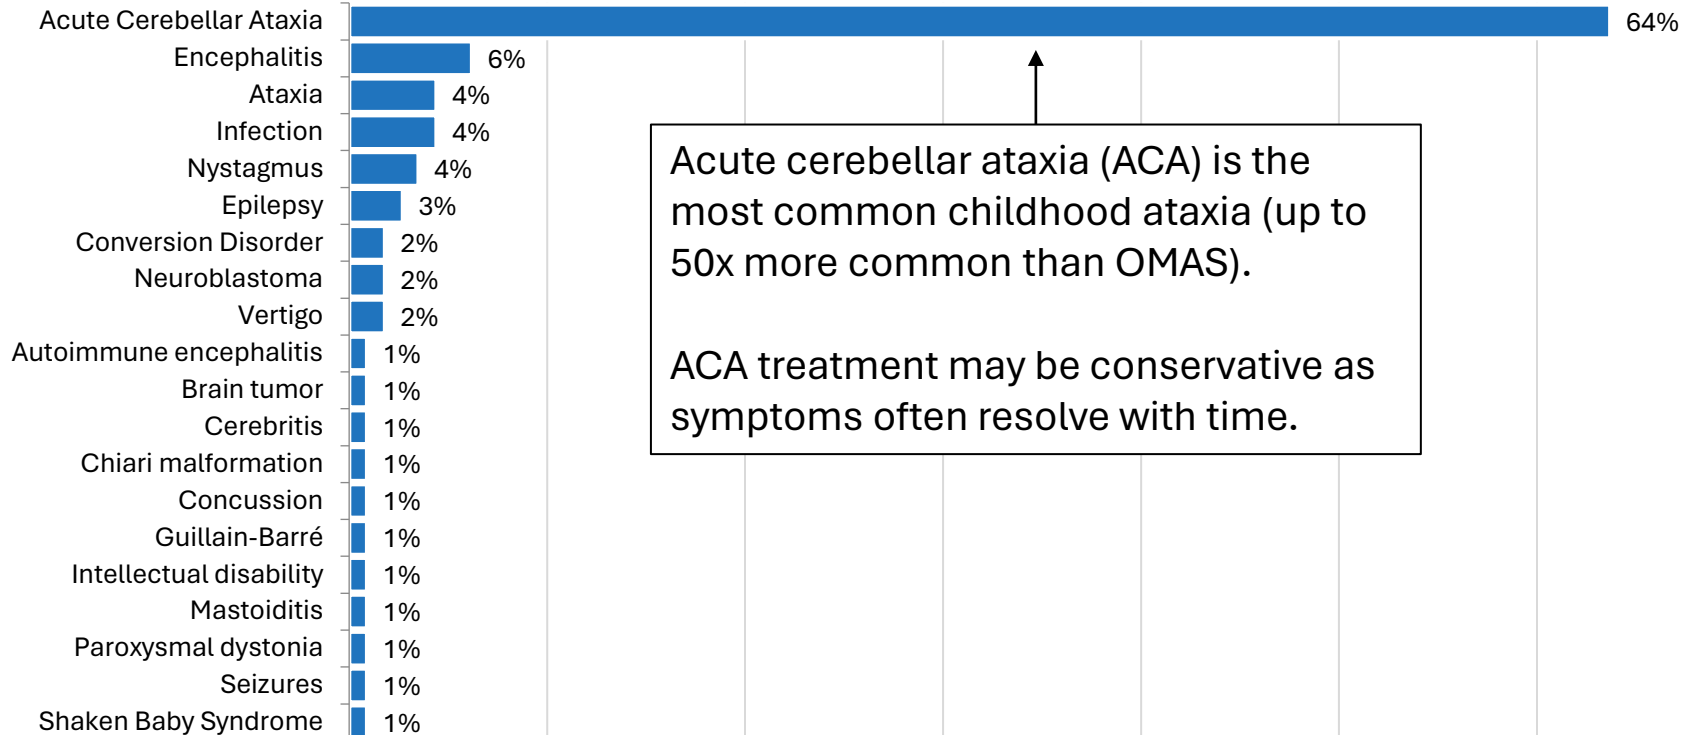 Acute Cerebellar Ataxia 64%
Encephalitis 6%
Ataxia 4%
Infection 4%
Nystagmus 4%
Epilepsy 3%
Conversion Disorder 2%
Neuroblastoma 2%
Vertigo 2%
Autoimmune encephalitis 1%
Brain tumor 1%
Cerebritis 1%
Chiari malformation 1%
Concussion 1%
Guillain-Barré 1%
Intellectual disability 1%
Mastoiditis 1%
Paroxysmal dystonia 1%
Seizures 1%
Shaken Baby Syndrome 1%
Acute cerebellar ataxia (ACA) is the
most common childhood ataxia (up to
50x more common than OMAS).
ACA treatment may be conservative as
symptoms often resolve with time.